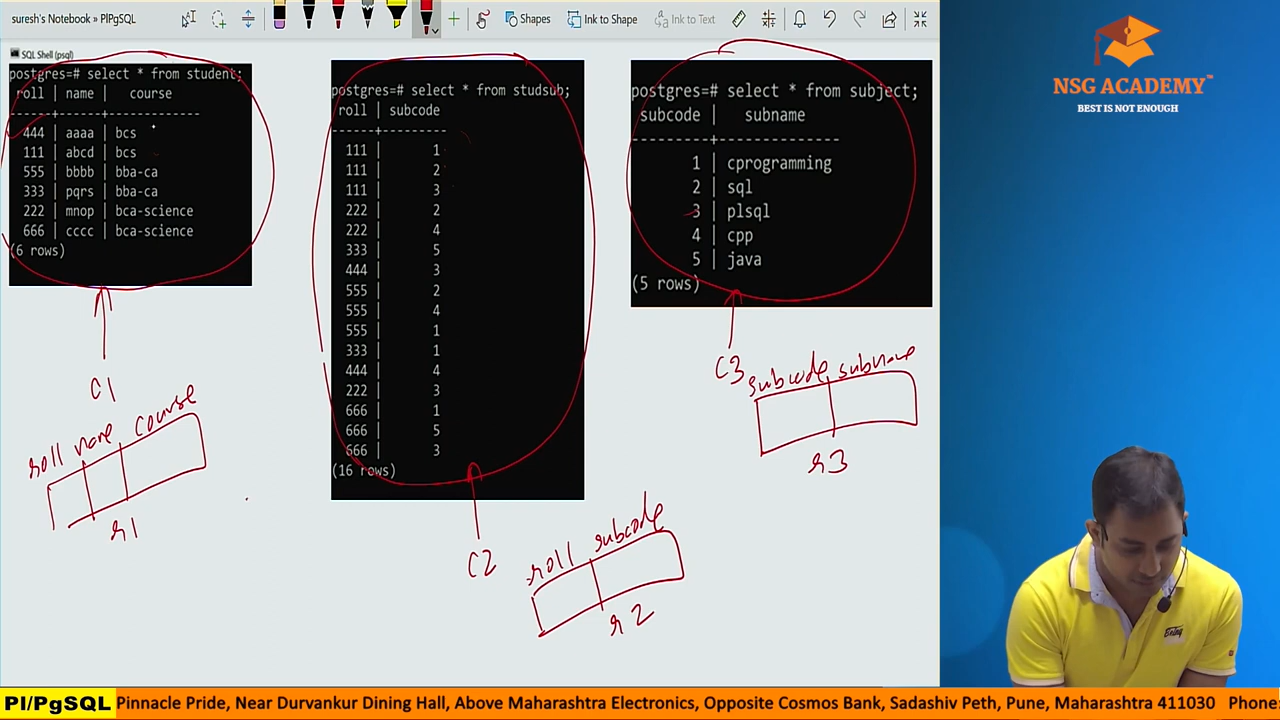 suresh's Notebook » PlPgSQL
Shapes
Ink to Shape
Ink to Text
SQL Shell (psql)
postgres=# select * from student;
roll | name | course
------+------+-------------
444 | aaaa | bcs
111 | abcd | bcs
555 | bbbb | bba-ca
333 | pqrs | bba-ca
222 | mnop | bca-science
666 | cccc | bca-science
(6 rows)
C1
roll name course
r1
postgres=# select * from studsub;
roll | subcode
------+---------
111 | 1
111 | 2
111 | 3
222 | 2
222 | 4
333 | 5
444 | 3
555 | 2
555 | 4
555 | 1
333 | 1
444 | 4
222 | 3
666 | 1
666 | 5
666 | 3
(16 rows)
C2
roll subcode
r2
postgres=# select * from subject;
subcode | subname
---------+--------------
1 | cprogramming
2 | sql
3 | plsql
4 | cpp
5 | java
(5 rows)
C3
subcode subname
r3
NSG ACADEMY™
BEST IS NOT ENOUGH
Being
Pl/PgSQL Pinnacle Pride, Near Durvankur Dining Hall, Above Maharashtra Electronics, Opposite Cosmos Bank, Sadashiv Peth, Pune, Maharashtra 411030 Phone: